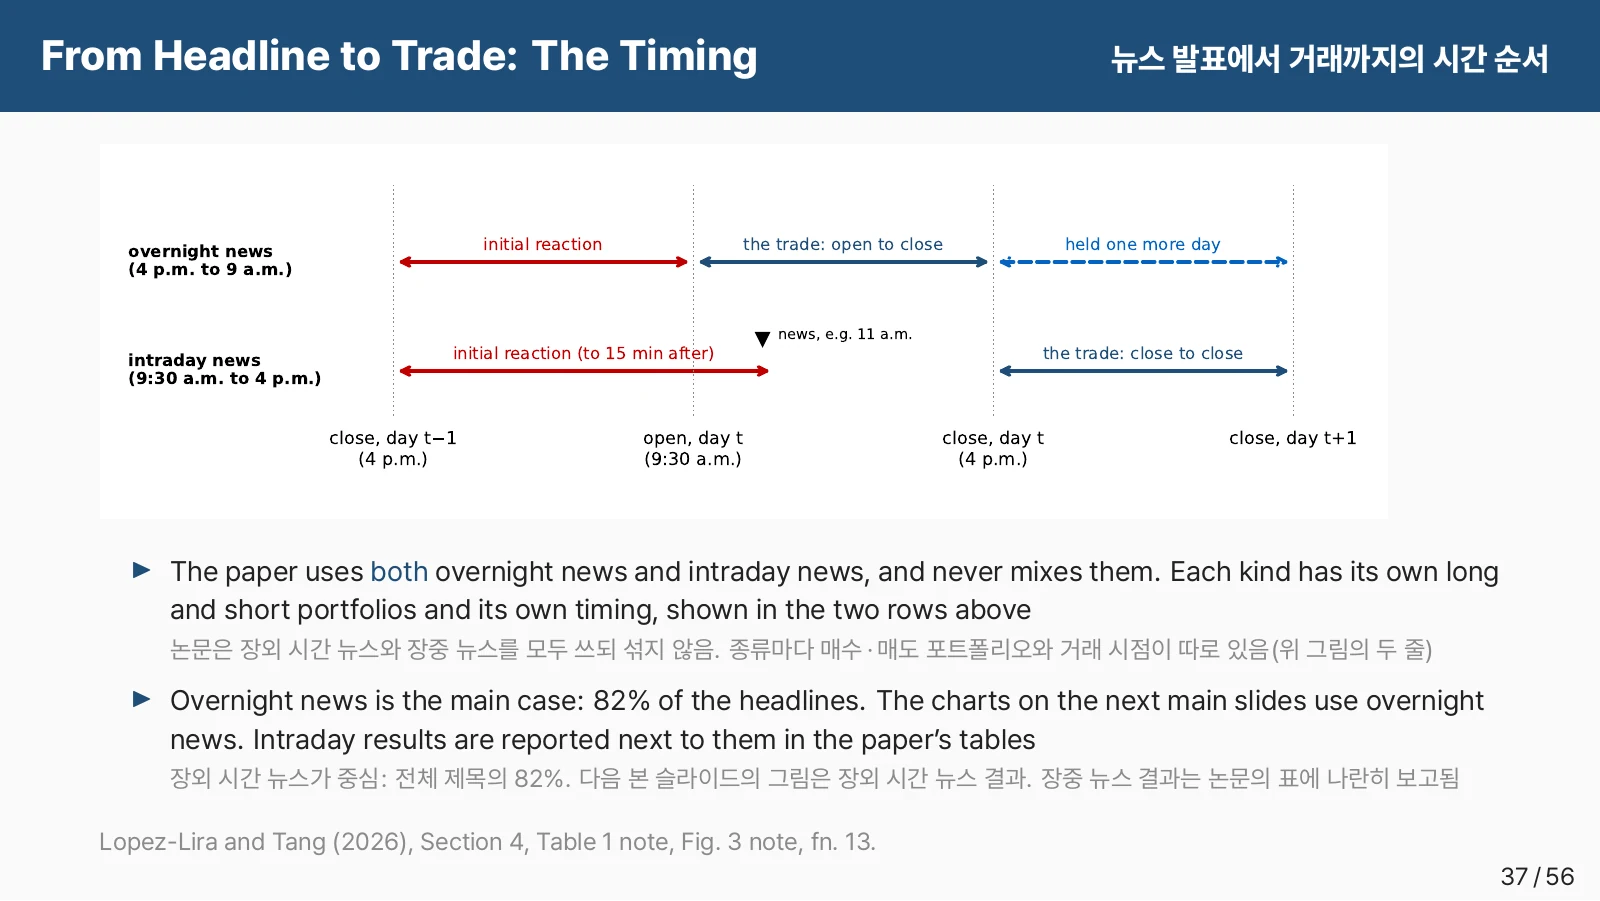 From Headline to Trade: The Timing
뉴스 발표에서 거래까지의 시간 순서
overnight news
(4 p.m. to 9 a.m.)
initial reaction
the trade: open to close
held one more day
news, e.g. 11 a.m.
intraday news
(9:30 a.m. to 4 p.m.)
initial reaction (to 15 min after)
the trade: close to close
close, day t−1
(4 p.m.)
open, day t
(9:30 a.m.)
close, day t
(4 p.m.)
close, day t+1
The paper uses both overnight news and intraday news, and never mixes them. Each kind has its own long
and short portfolios and its own timing, shown in the two rows above
논문은 장외 시간 뉴스와 장중 뉴스를 모두 쓰되 섞지 않음. 종류마다 매수·매도 포트폴리오와 거래 시점이 따로 있음(위 그림의 두 줄)
Overnight news is the main case: 82% of the headlines. The charts on the next main slides use overnight
news. Intraday results are reported next to them in the paper’s tables
장외 시간 뉴스가 중심: 전체 제목의 82%. 다음 본 슬라이드의 그림은 장외 시간 뉴스 결과. 장중 뉴스 결과는 논문의 표에 나란히 보고됨
Lopez-Lira and Tang (2026), Section 4, Table 1 note, Fig. 3 note, fn. 13.
37 / 56